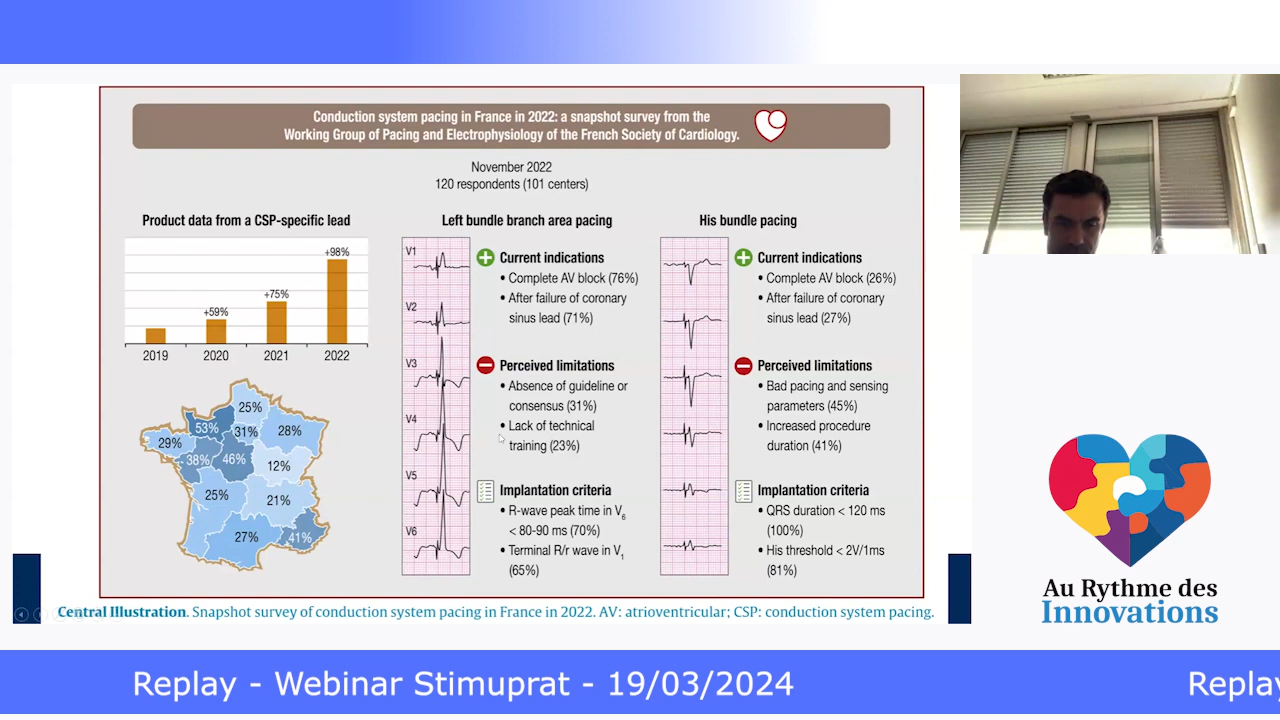 Conduction system pacing in France in 2022: a snapshot survey from the
Working Group of Pacing and Electrophysiology of the French Society of Cardiology.
November 2022
120 respondents (101 centers)
Product data from a CSP-specific lead
+98%
+75%
+59%
2019 2020 2021 2022
25%
53%
31%
28%
29%
38%
46%
12%
25%
21%
27%
41%
Left bundle branch area pacing
V1
V2
V3
V4
V5
V6
Current indications
• Complete AV block (76%)
• After failure of coronary
sinus lead (71%)
Perceived limitations
• Absence of guideline or
consensus (31%)
• Lack of technical
training (23%)
Implantation criteria
• R-wave peak time in V6
< 80-90 ms (70%)
• Terminal R/r wave in V1
(65%)
His bundle pacing
Current indications
• Complete AV block (26%)
• After failure of coronary
sinus lead (27%)
Perceived limitations
• Bad pacing and sensing
parameters (45%)
• Increased procedure
duration (41%)
Implantation criteria
• QRS duration < 120 ms
(100%)
• His threshold < 2V/1ms
(81%)
Central Illustration. Snapshot survey of conduction system pacing in France in 2022. AV: atrioventricular; CSP: conduction system pacing.
Au Rythme des
Innovations
Replay - Webinar Stimuprat - 19/03/2024
Replay